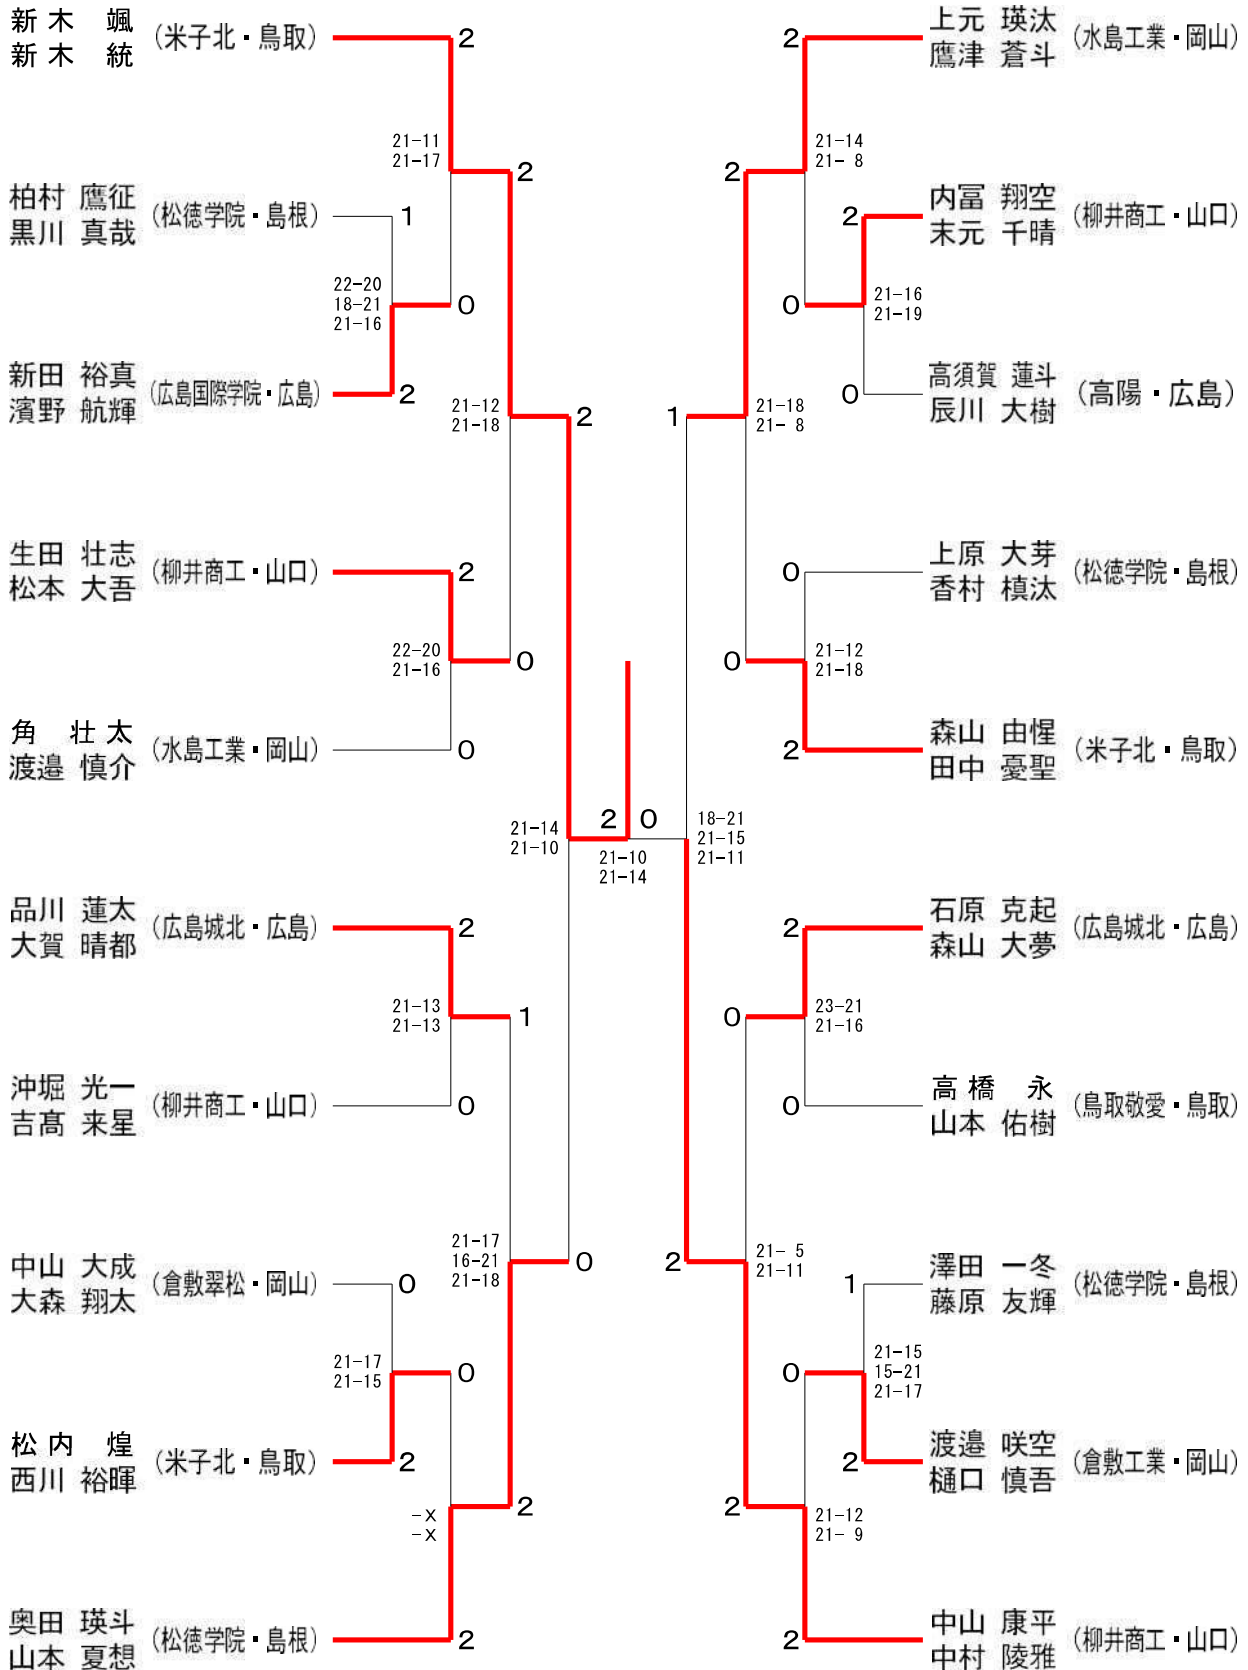 新木 颯
新木 統
(米子北・鳥取)
2
21-11
21-17
2
柏村 鷹征
黒川 真哉
(松徳学院・島根)
1
22-20
18-21
21-16
0
新田 裕真
濱野 航輝
(広島国際学院・広島)
2
21-12
21-18
2
生田 壮志
松本 大吾
(柳井商工・山口)
2
22-20
21-16
0
角 壮太
渡邉 慎介
(水島工業・岡山)
0
21-14
21-10
2 0
21-10
21-14
品川 蓮太
大賀 晴都
(広島城北・広島)
2
21-13
21-13
1
沖堀 光一
吉髙 来星
(柳井商工・山口)
0
21-17
16-21
21-18
0
中山 大成
大森 翔太
(倉敷翠松・岡山)
0
21-17
21-15
0
松内 煌
西川 裕暉
(米子北・鳥取)
2
-X
-X
2
奥田 瑛斗
山本 夏想
(松徳学院・島根)
2
上元 瑛汰
鷹津 蒼斗
(水島工業・岡山)
2
21-14
21- 8
2
内冨 翔空
末元 千晴
(柳井商工・山口)
2
21-16
21-19
0
高須賀 蓮斗
辰川 大樹
(高陽・広島)
0
21-18
21- 8
1
上原 大芽
香村 槙汰
(松徳学院・島根)
0
21-12
21-18
0
森山 由惺
田中 憂聖
(米子北・鳥取)
2
18-21
21-15
21-11
石原 克起
森山 大夢
(広島城北・広島)
2
23-21
21-16
0
高橋 永
山本 佑樹
(鳥取敬愛・鳥取)
0
21- 5
21-11
2
澤田 一冬
藤原 友輝
(松徳学院・島根)
1
21-15
15-21
21-17
0
渡邉 咲空
樋口 慎吾
(倉敷工業・岡山)
2
21-12
21- 9
2
中山 康平
中村 陵雅
(柳井商工・山口)
2